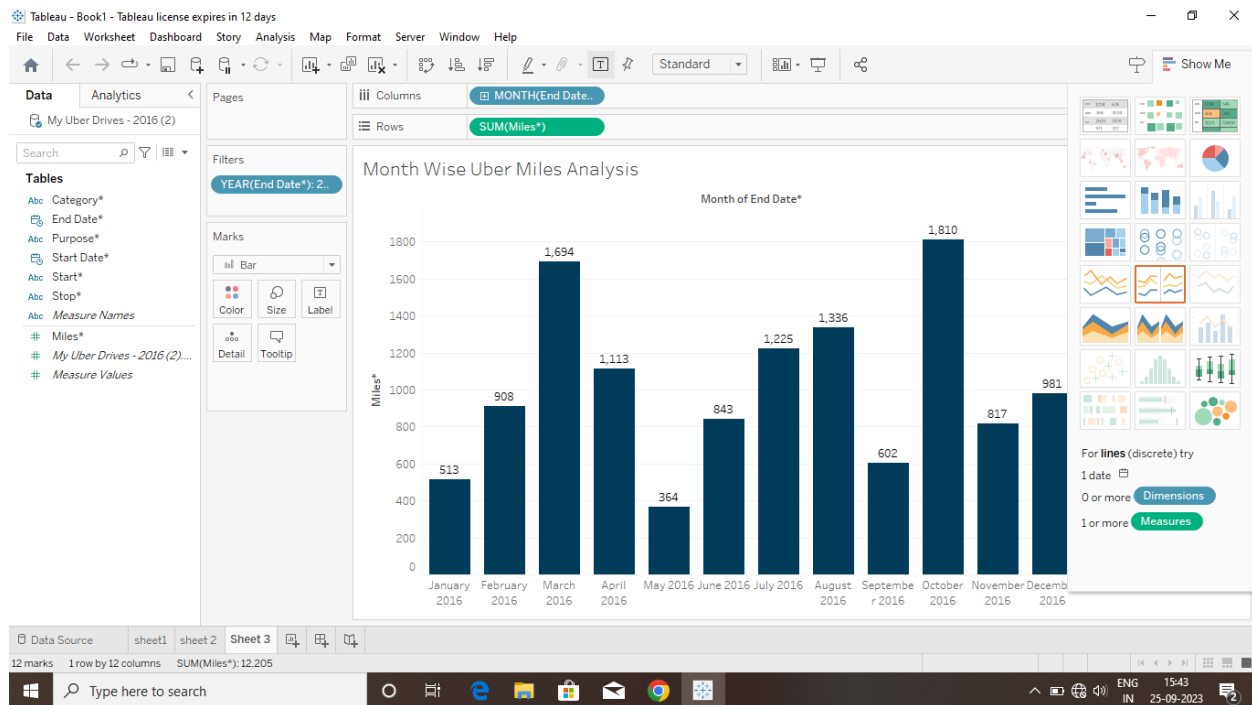 Tableau - Book1 - Tableau license expires in 12 days
File Data Worksheet Dashboard Story Analysis Map Format Server Window Help
Standard
Show Me
Data Analytics
My Uber Drives - 2016 (2)
Search
Tables
Abc Category*
End Date*
Abc Purpose*
Start Date*
Abc Start*
Abc Stop*
Abc Measure Names
# Miles*
# My Uber Drives - 2016 (2)....
# Measure Values
Pages
Filters
YEAR(End Date*): 2..
Marks
Bar
Color Size Label
Detail Tooltip
Columns MONTH(End Date..
Rows SUM(Miles*)
Month Wise Uber Miles Analysis
Month of End Date*
Miles*
1800
1600
1400
1200
1000
800
600
400
200
0
513
908
1,694
1,113
364
843
1,225
1,336
602
1,810
817
981
January 2016
February 2016
March 2016
April 2016
May 2016
June 2016
July 2016
August 2016
Septembe r 2016
October 2016
November 2016
Decemb 2016
For lines (discrete) try
1 date
0 or more Dimensions
1 or more Measures
Data Source sheet1 sheet 2 Sheet 3
12 marks 1 row by 12 columns SUM(Miles*): 12,205
Type here to search
ENG
IN
15:43
25-09-2023
2